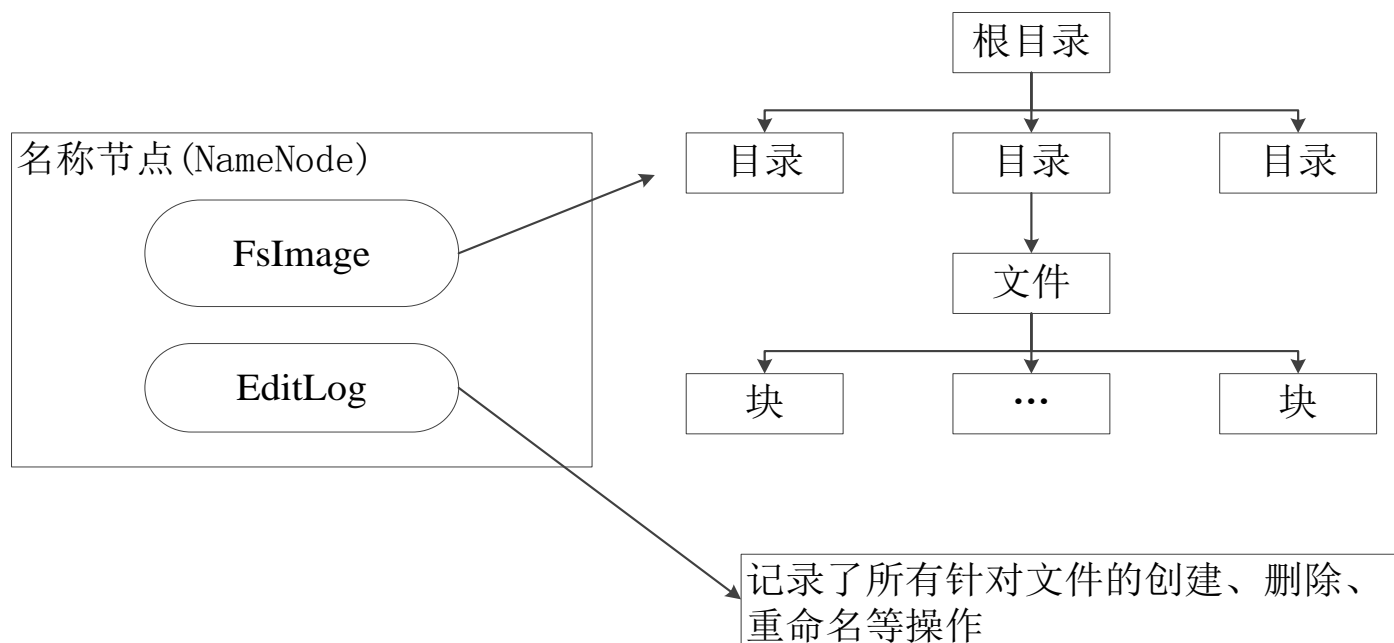 根目录
名称节点(NameNode)
目录 目录 目录
FsImage
文件
EditLog
块 … 块
记录了所有针对文件的创建、删除、
重命名等操作